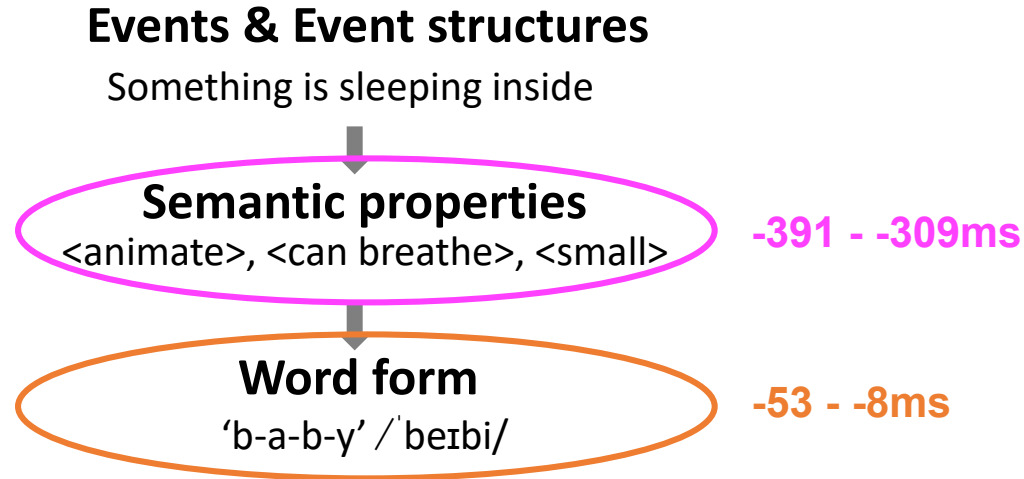 Events & Event structures
Something is sleeping inside
Semantic properties
<animate>, <can breathe>, <small>
-391 - -309ms
Word form
‘b-a-b-y’ /ˈbeɪbi/
-53 - -8ms